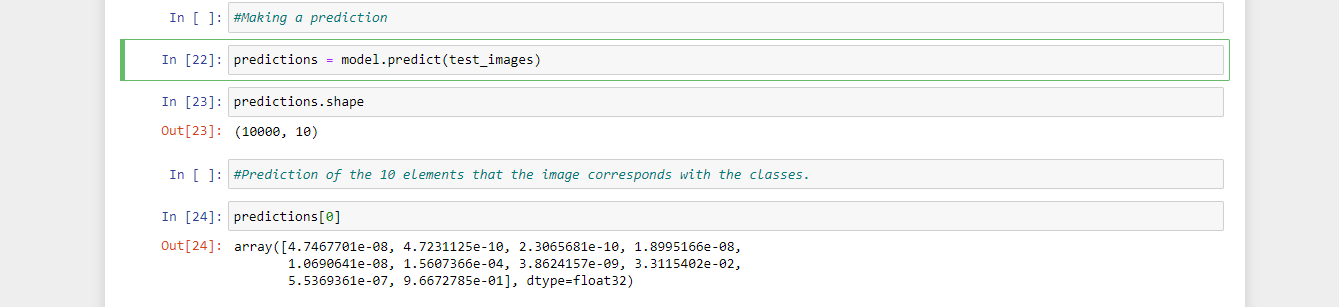 In [ ]: #Making a prediction
In [22]: predictions = model.predict(test_images)
In [23]: predictions.shape
Out[23]: (10000, 10)
In [ ]: #Prediction of the 10 elements that the image corresponds with the classes.
In [24]: predictions[0]
Out[24]: array([4.7467701e-08, 4.7231125e-10, 2.3065681e-10, 1.8995166e-08,
1.0690641e-08, 1.5607366e-04, 3.8624157e-09, 3.3115402e-02,
5.5369361e-07, 9.6672785e-01], dtype=float32)